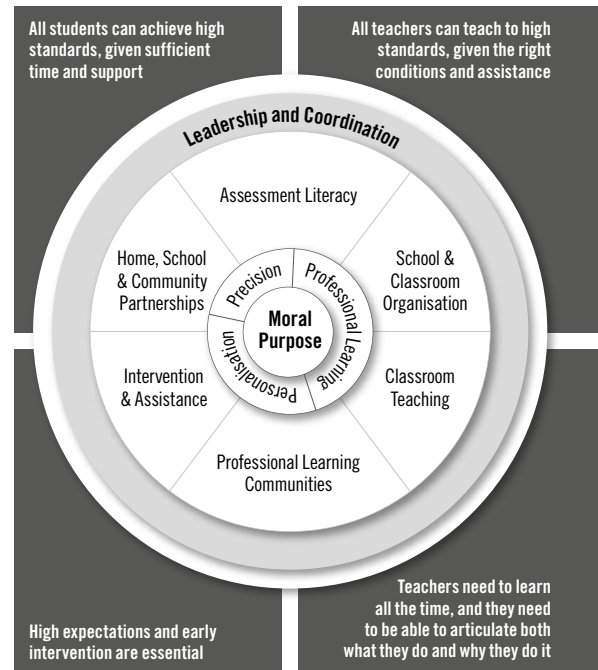 All students can achieve high
standards, given sufficient
time and support
All teachers can teach to high
standards, given the right
conditions and assistance
Leadership and Coordination
Assessment Literacy
Home, School
& Community
Partnerships
School &
Classroom
Organisation
Precision
Professional Learning
Personalisation
Moral
Purpose
Intervention
& Assistance
Classroom
Teaching
Professional Learning
Communities
High expectations and early
intervention are essential
Teachers need to learn
all the time, and they need
to be able to articulate both
what they do and why they do it